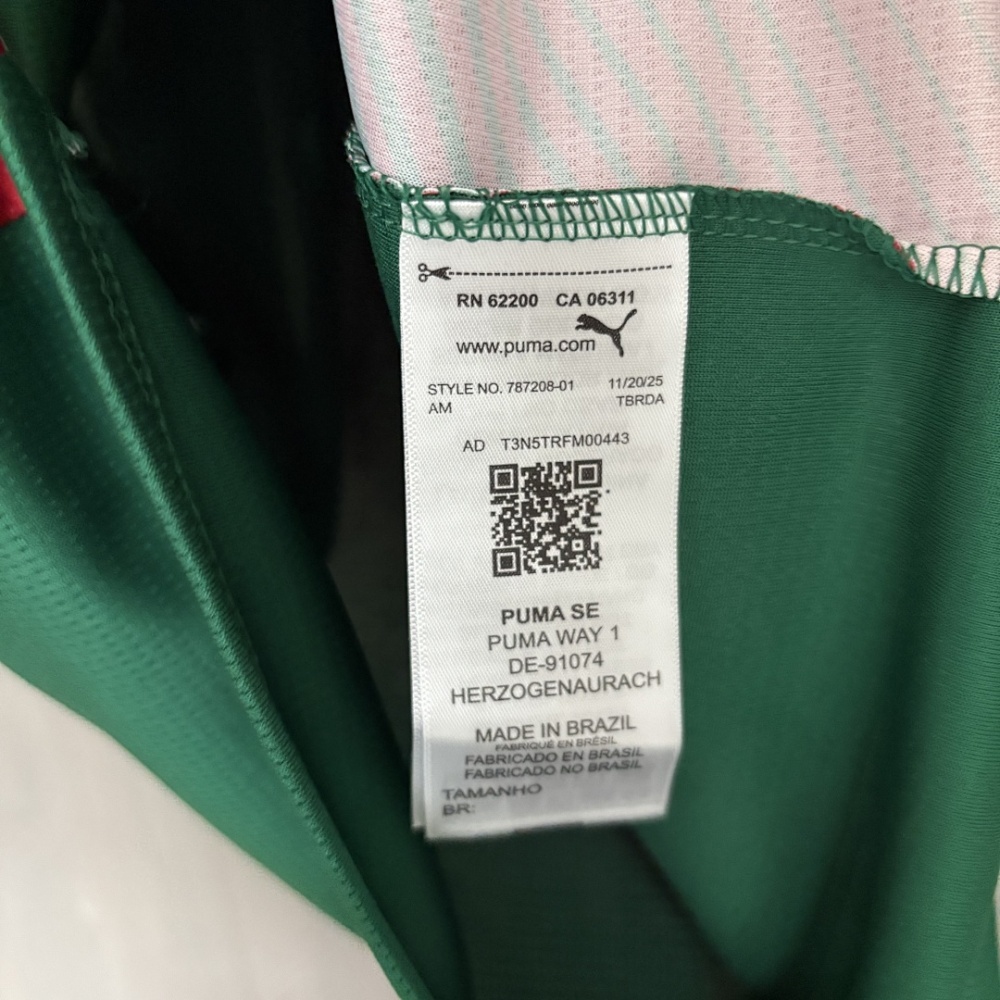 RN 62200 CA 06311
www.puma.com
STYLE NO. 787208-01 11/20/25
AM TBRDA
AD T3N5TRFM00443
PUMA SE
PUMA WAY 1
DE-91074
HERZOGENAURACH
MADE IN BRAZIL
FABRIQUÉ EN BRÉSIL
FABRICADO EN BRASIL
FABRICADO NO BRASIL
TAMANHO
BR: